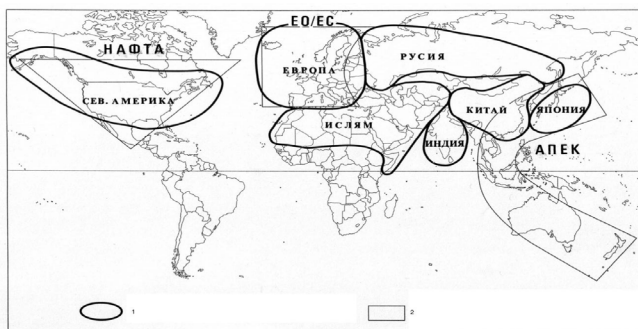 ЕО/ЕС
НАФТА
РУСИЯ
ЕВРОПА
СЕВ. АМЕРИКА
КИТАЙ
ЯПОНИЯ
ИСЛЯМ
ИНДИЯ
АПЕК
1
2